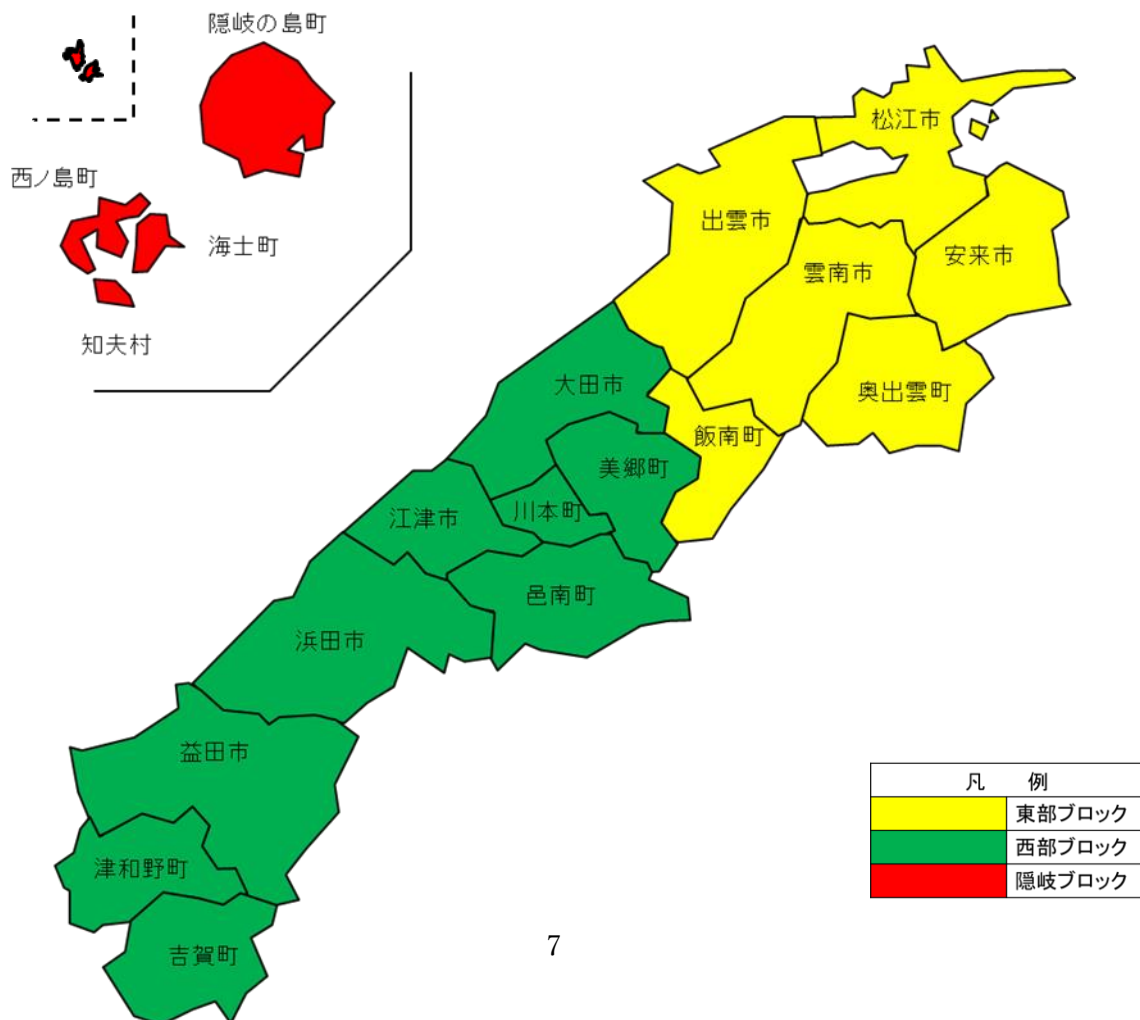 隠岐の島町
松江市
西ノ島町
出雲市
海士町
雲南市
安来市
知夫村
大田市
奥出雲町
飯南町
美郷町
江津市
川本町
邑南町
浜田市
益田市
凡 例
東部ブロック
西部ブロック
隠岐ブロック
津和野町
吉賀町
7